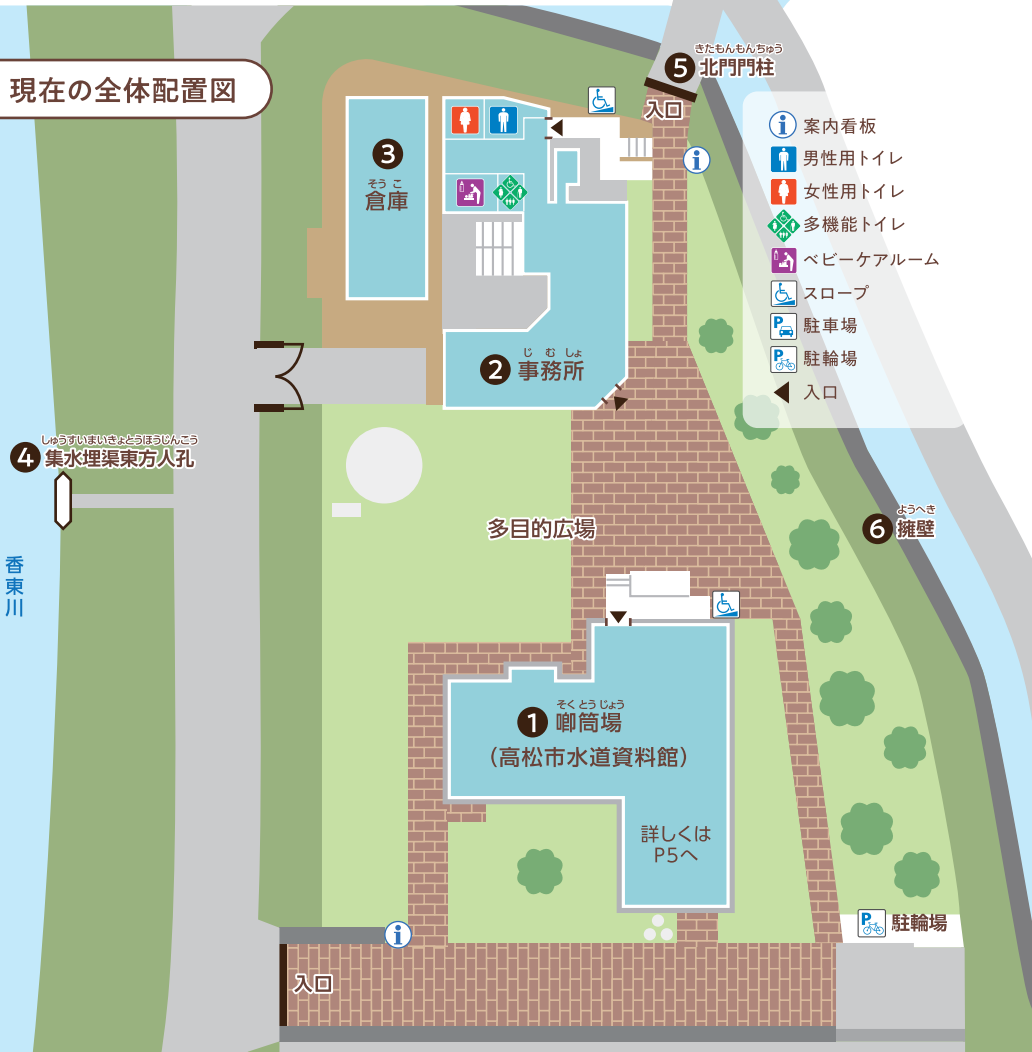 現在の全体配置図
きたもんもんちゅう
5 北門門柱
入口
案内看板
男性用トイレ
女性用トイレ
多機能トイレ
ベビーケアルーム
スロープ
P 駐車場
P 駐輪場
入口
3
そうこ
倉庫
じむしょ
2 事務所
しゅうすいまいきょとうほうじんこう
4 集水埋渠東方人孔
香東川
多目的広場
ようへき
6 擁壁
そくとうじょう
1 喞筒場
(高松市水道資料館)
詳しくは
P5へ
P 駐輪場
入口